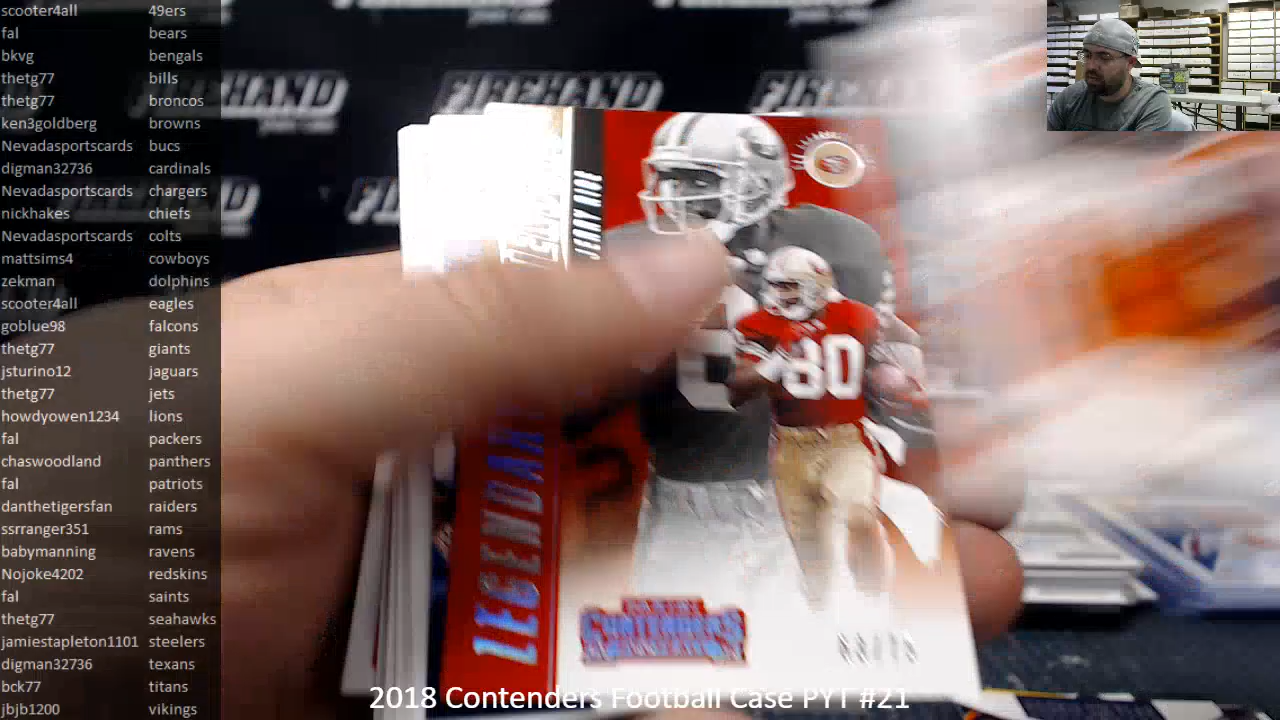 scooter4all 49ers
fal bears
bkvg bengals
thetg77 bills
thetg77 broncos
ken3goldberg browns
Nevadasportscards bucs
digman32736 cardinals
Nevadasportscards chargers
nickhakes chiefs
Nevadasportscards colts
mattsims4 cowboys
zekman dolphins
scooter4all eagles
goblue98 falcons
thetg77 giants
jsturino12 jaguars
thetg77 jets
howdyowen1234 lions
fal packers
chaswoodland panthers
fal patriots
danthetigersfan raiders
ssrranger351 rams
babymanning ravens
Nojoke4202 redskins
fal saints
thetg77 seahawks
jamiestapleton1101 steelers
digman32736 texans
bck77 titans
jbjb1200 vikings
FIREHAND
FIREHAND
JERRY RICE
80
CONTENDERS
2018 Contenders Football Case PYT #21